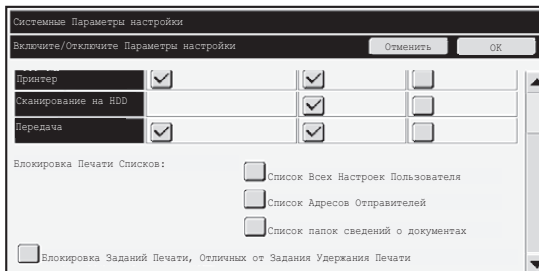 Системные Параметры настройки
Включите/Отключите Параметры настройки
Отменить
OK
Принтер
Сканирование на HDD
Передача
Блокировка Печати Списков:
Список Всех Настроек Пользователя
Список Адресов Отправителей
Список папок сведений о документах
Блокировка Заданий Печати, Отличных от Задания Удержания Печати